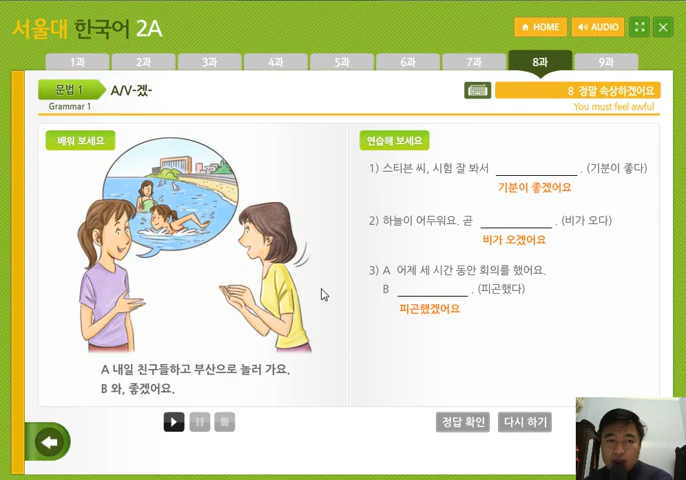 서울대 한국어 2A
HOME
AUDIO
1과 2과 3과 4과 5과 6과 7과 8과 9과
문법 1
A/V-겠-
Grammar 1
8 정말 속상하겠어요
You must feel awful
배워 보세요
A 내일 친구들하고 부산으로 놀러 가요.
B 와, 좋겠어요.
연습해 보세요
1) 스티븐 씨, 시험 잘 봐서 ____________ . (기분이 좋다)
기분이 좋겠어요
2) 하늘이 어두워요. 곧 ____________ . (비가 오다)
비가 오겠어요
3) A 어제 세 시간 동안 회의를 했어요.
B ____________ . (피곤했다)
피곤했겠어요
정답 확인
다시 하기